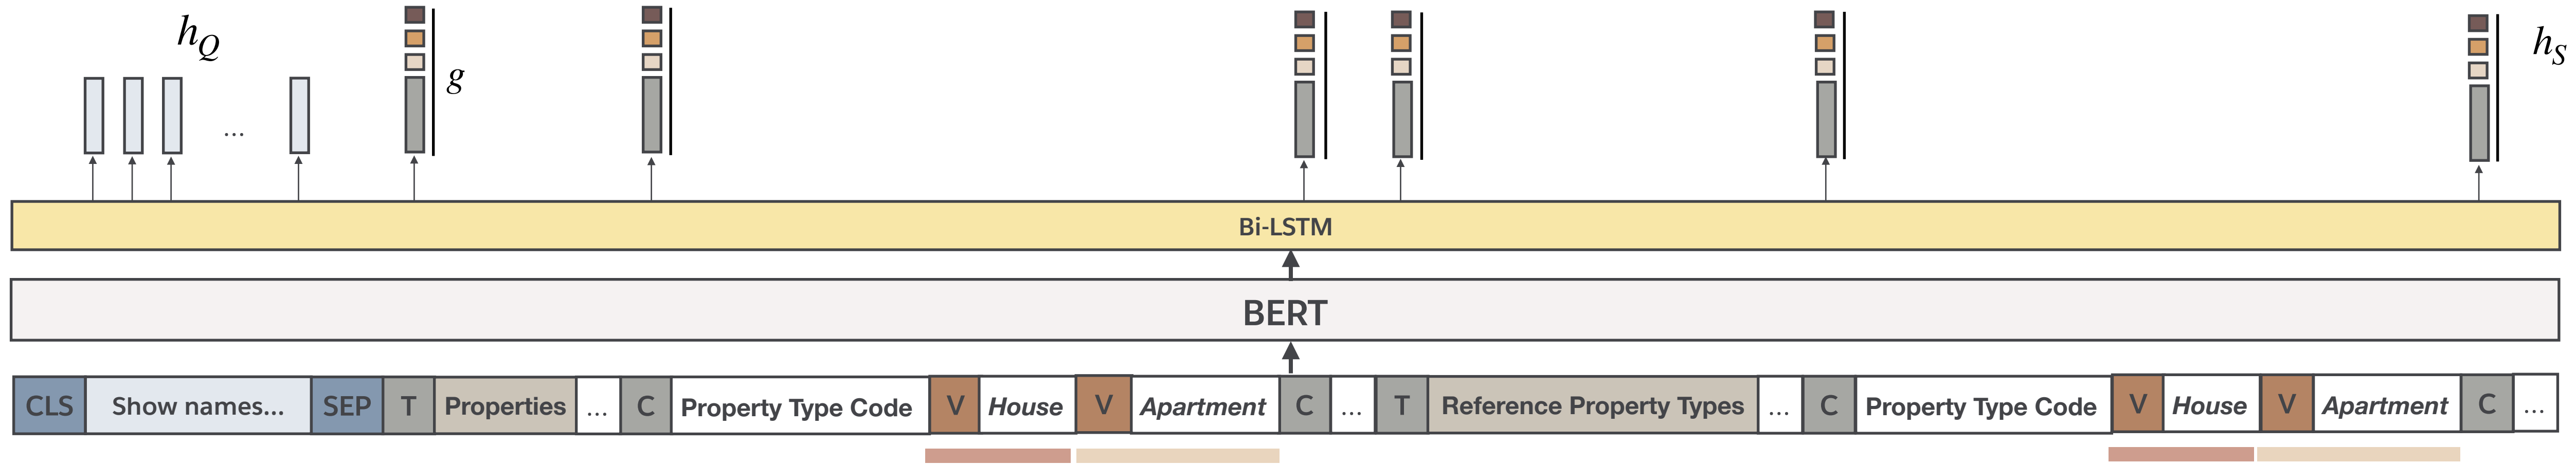 h_Q
g
h_S
...
Bi-LSTM
BERT
CLS Show names... SEP T Properties ... C Property Type Code V House V Apartment C ... T Reference Property Types ... C Property Type Code V House V Apartment C ...